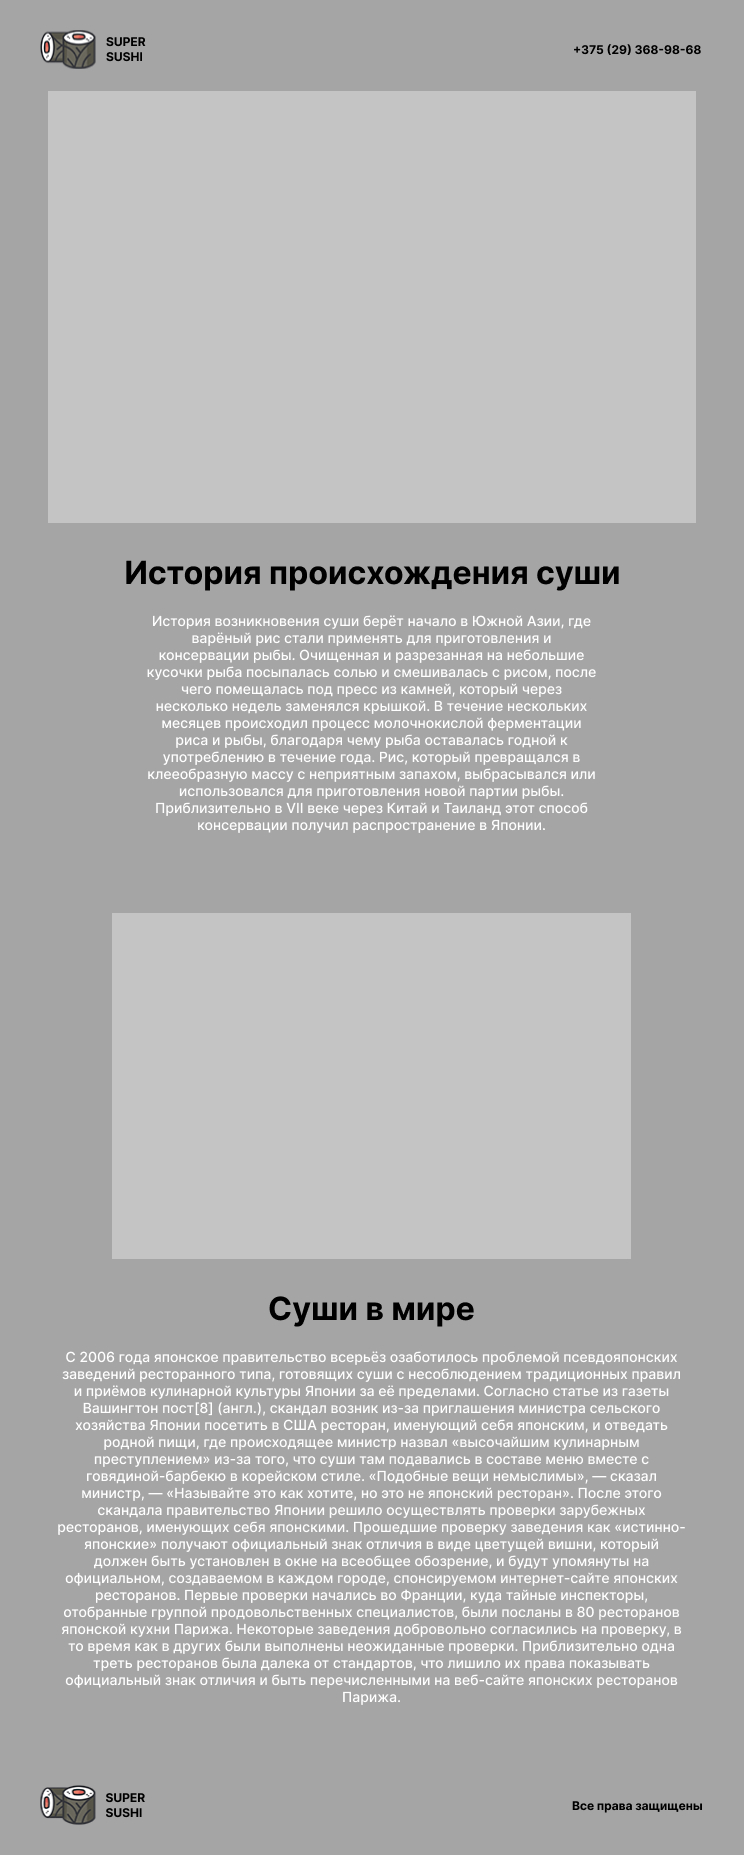 SUPER
SUSHI
+375 (29) 368-98-68
История происхождения суши
История возникновения суши берёт начало в Южной Азии, где
варёный рис стали применять для приготовления и
консервации рыбы. Очищенная и разрезанная на небольшие
кусочки рыба посыпалась солью и смешивалась с рисом, после
чего помещалась под пресс из камней, который через
несколько недель заменялся крышкой. В течение нескольких
месяцев происходил процесс молочнокислой ферментации
риса и рыбы, благодаря чему рыба оставалась годной к
употреблению в течение года. Рис, который превращался в
клееобразную массу с неприятным запахом, выбрасывался или
использовался для приготовления новой партии рыбы.
Приблизительно в VII веке через Китай и Таиланд этот способ
консервации получил распространение в Японии.
Суши в мире
С 2006 года японское правительство всерьёз озаботилось проблемой псевдояпонских
заведений ресторанного типа, готовящих суши с несоблюдением традиционных правил
и приёмов кулинарной культуры Японии за её пределами. Согласно статье из газеты
Вашингтон пост[8] (англ.), скандал возник из-за приглашения министра сельского
хозяйства Японии посетить в США ресторан, именующий себя японским, и отведать
родной пищи, где происходящее министр назвал «высочайшим кулинарным
преступлением» из-за того, что суши там подавались в составе меню вместе с
говядиной-барбекю в корейском стиле. «Подобные вещи немыслимы», — сказал
министр, — «Называйте это как хотите, но это не японский ресторан». После этого
скандала правительство Японии решило осуществлять проверки зарубежных
ресторанов, именующих себя японскими. Прошедшие проверку заведения как «истинно-
японские» получают официальный знак отличия в виде цветущей вишни, который
должен быть установлен в окне на всеобщее обозрение, и будут упомянуты на
официальном, создаваемом в каждом городе, спонсируемом интернет-сайте японских
ресторанов. Первые проверки начались во Франции, куда тайные инспекторы,
отобранные группой продовольственных специалистов, были посланы в 80 ресторанов
японской кухни Парижа. Некоторые заведения добровольно согласились на проверку, в
то время как в других были выполнены неожиданные проверки. Приблизительно одна
треть ресторанов была далека от стандартов, что лишило их права показывать
официальный знак отличия и быть перечисленными на веб-сайте японских ресторанов
Парижа.
SUPER
SUSHI
Все права защищены